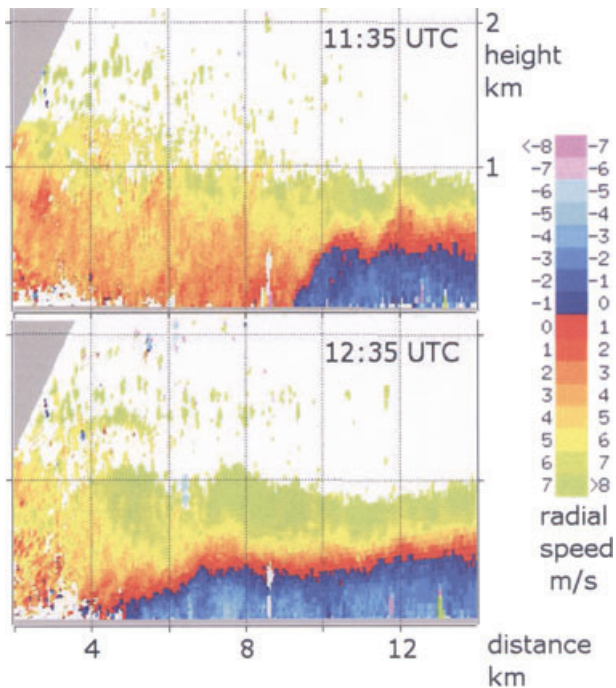 11:35 UTC
2
height
km
1
<-8 -7
-7 -6
-6 -5
-5 -4
-4 -3
-3 -2
-2 -1
-1 0
0 1
1 2
2 3
3 4
4 5
5 6
6 7
7 >8
radial
speed
m/s
12:35 UTC
4 8 12
distance
km